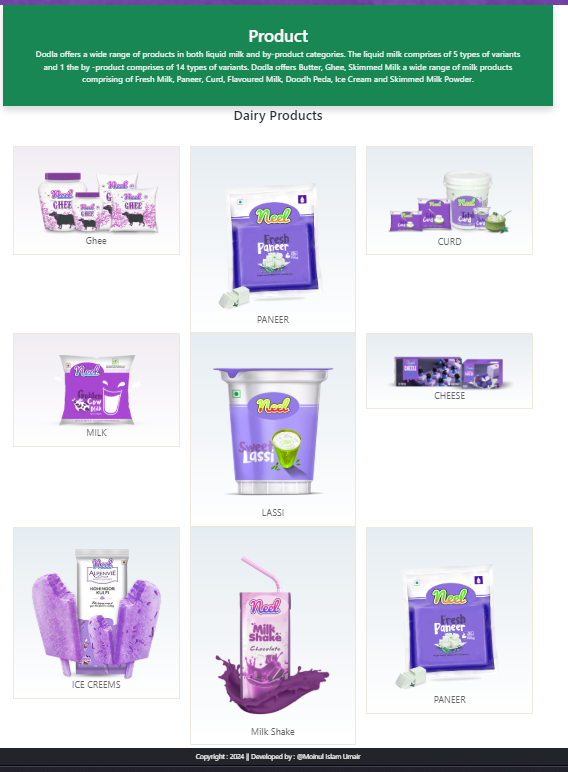 Product
Dodla offers a wide range of products in both liquid milk and by-product categories. The liquid milk comprises of 5 types of variants
and 1 the by -product comprises of 14 types of variants. Dodla offers Butter, Ghee, Skimmed Milk a wide range of milk products
comprising of Fresh Milk, Paneer, Curd, Flavoured Milk, Doodh Peda, Ice Cream and Skimmed Milk Powder.
Dairy Products
Neel
GHEE
Neel
GHEE
Neel
GHEE
Ghee
Neel
Fresh
Paneer
PANEER
Neel
Curd
CURD
Neel
Cow
MILK
Neel
Sweet
Lassi
LASSI
CHEESE
CHEESE
Neel
ALPENVIE
KOHINOOR
KULFI
ICE CREEMS
Neel
Milk
Shake
Chocolate
Milk Shake
Neel
Fresh
Paneer
PANEER
Copyright : 2024 || Developed by : @Moinul Islam Umair